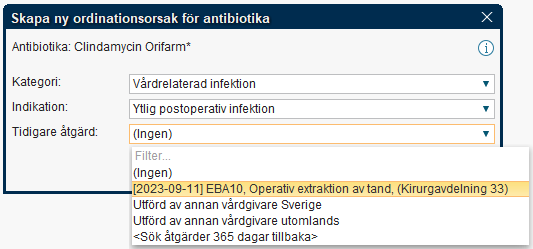 Skapa ny ordinationsorsak för antibiotika
Antibiotika: Clindamycin Orifarm*
Kategori: Vårdrelaterad infektion
Indikation: Ytlig postoperativ infektion
Tidigare åtgärd: (Ingen)
Filter...
(Ingen)
[2023-09-11] EBA10, Operativ extraktion av tand, (Kirurgavdelning 33)
Utförd av annan vårdgivare Sverige
Utförd av annan vårdgivare utomlands
<Sök åtgärder 365 dagar tillbaka>